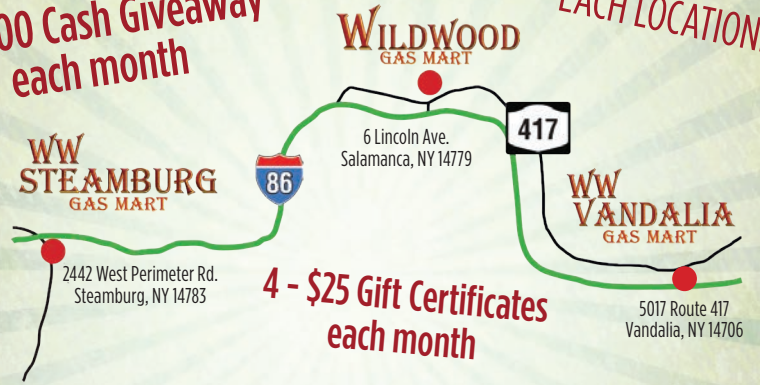 00 Cash Giveaway
each month
EACH LOCATION
WILDWOOD
GAS MART
6 Lincoln Ave.
Salamanca, NY 14779
417
WW
STEAMBURG
GAS MART
86
WW
VANDALIA
GAS MART
2442 West Perimeter Rd.
Steamburg, NY 14783
4 - $25 Gift Certificates
each month
5017 Route 417
Vandalia, NY 14706